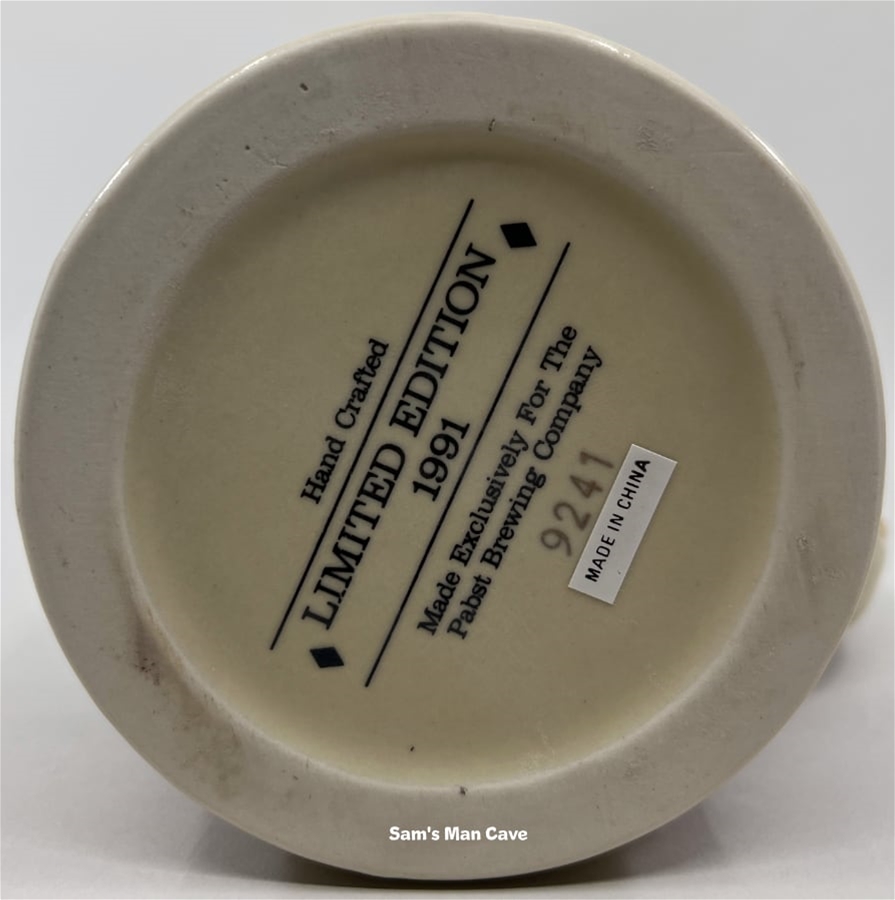 Hand Crafted
LIMITED EDITION
1991
Made Exclusively For The
Pabst Brewing Company
9241
MADE IN CHINA
Sam's Man Cave